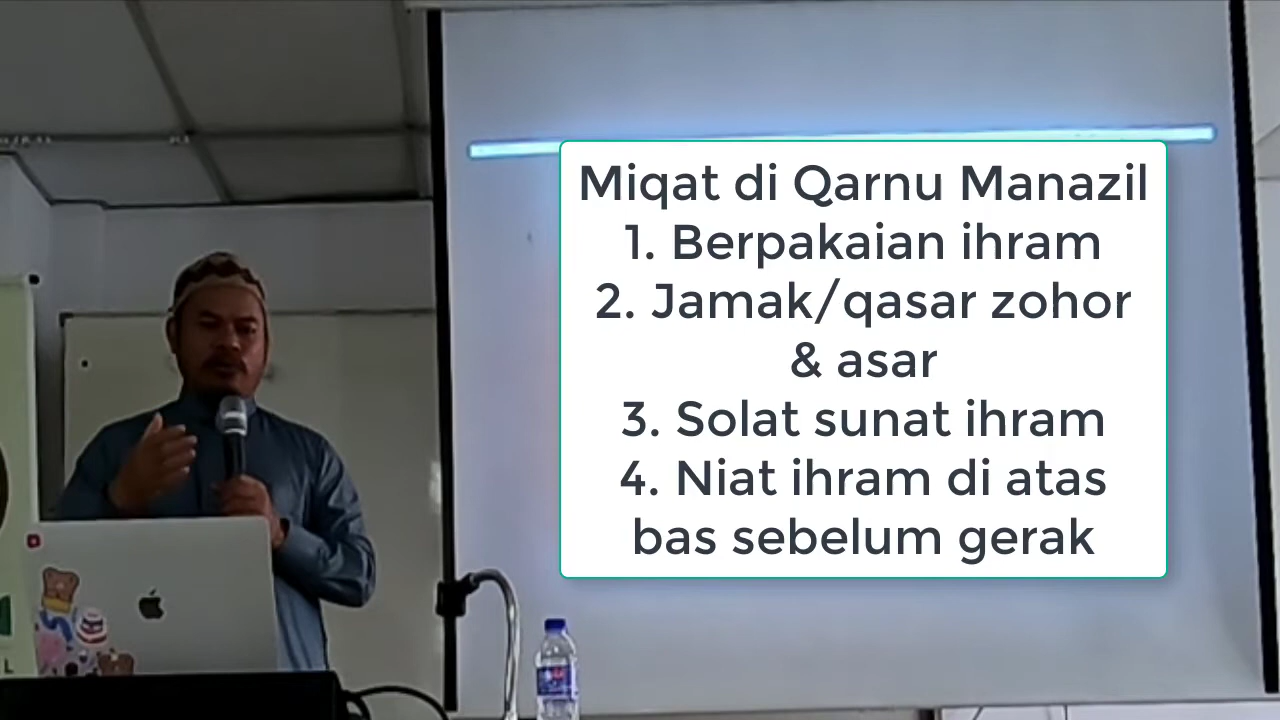 Miqat di Qarnu Manazil
1. Berpakaian ihram
2. Jamak/qasar zohor
& asar
3. Solat sunat ihram
4. Niat ihram di atas
bas sebelum gerak
L